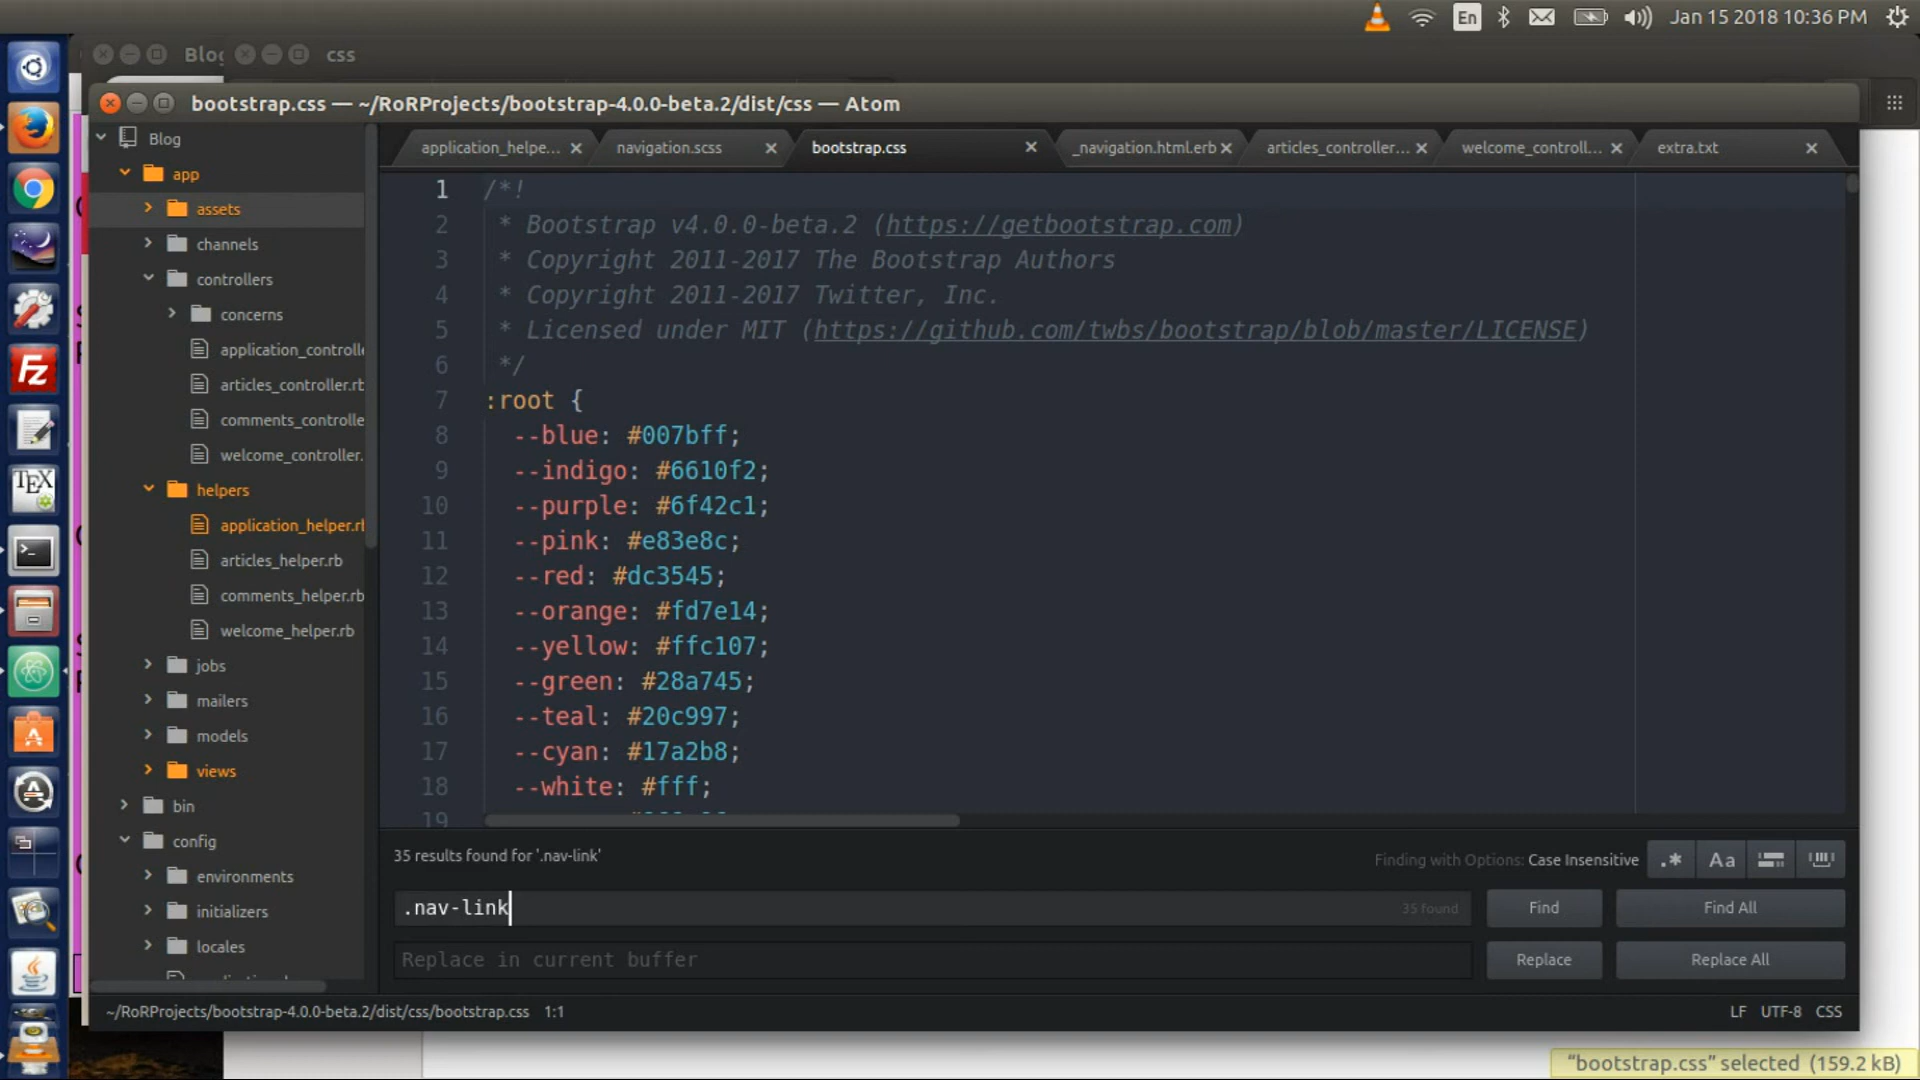 En
Jan 15 2018 10:36 PM
Blog
css
bootstrap.css — ~/RoRProjects/bootstrap-4.0.0-beta.2/dist/css — Atom
Blog
app
assets
channels
controllers
concerns
application_controlle
articles_controller.rb
comments_controlle
welcome_controller.
helpers
application_helper.rb
articles_helper.rb
comments_helper.rb
welcome_helper.rb
jobs
mailers
models
views
bin
config
environments
initializers
locales
application_helpe...
navigation.scss
bootstrap.css
_navigation.html.erb
articles_controller...
welcome_controll...
extra.txt
1 /*!
2 * Bootstrap v4.0.0-beta.2 (https://getbootstrap.com)
3 * Copyright 2011-2017 The Bootstrap Authors
4 * Copyright 2011-2017 Twitter, Inc.
5 * Licensed under MIT (https://github.com/twbs/bootstrap/blob/master/LICENSE)
6 */
7 :root {
8 --blue: #007bff;
9 --indigo: #6610f2;
10 --purple: #6f42c1;
11 --pink: #e83e8c;
12 --red: #dc3545;
13 --orange: #fd7e14;
14 --yellow: #ffc107;
15 --green: #28a745;
16 --teal: #20c997;
17 --cyan: #17a2b8;
18 --white: #fff;
19
35 results found for '.nav-link'
Finding with Options: Case Insensitive
.* Aa
.nav-link
35 found
Find
Find All
Replace in current buffer
Replace
Replace All
~/RoRProjects/bootstrap-4.0.0-beta.2/dist/css/bootstrap.css 1:1
LF UTF-8 CSS
"bootstrap.css" selected (159.2 kB)
TEX
FZ